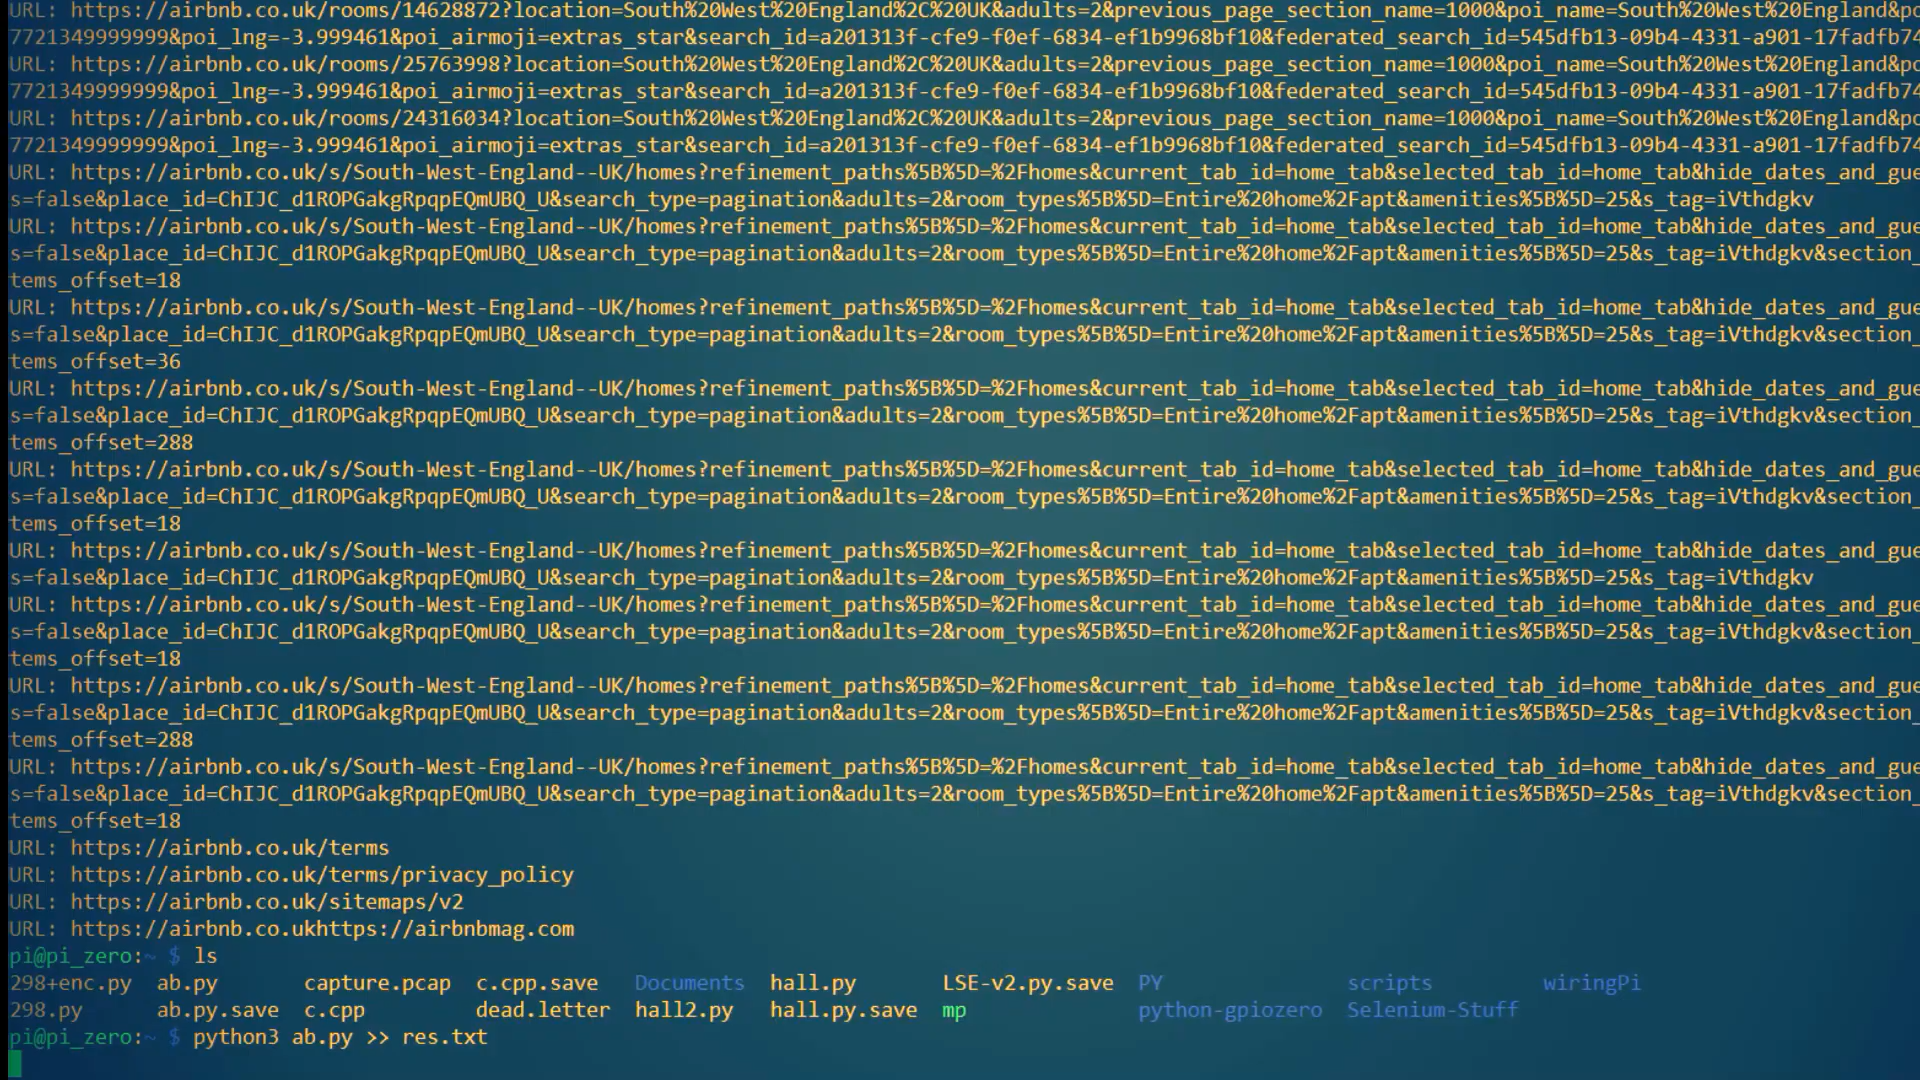 URL: https://airbnb.co.uk/rooms/14628872?location=South%20West%20England%2C%20UK&adults=2&previous_page_section_name=1000&poi_name=South%20West%20England&po
7721349999999&poi_lng=-3.999461&poi_airmoji=extras_star&search_id=a201313f-cfe9-f0ef-6834-ef1b9968bf10&federated_search_id=545dfb13-09b4-4331-a901-17fadfb74
URL: https://airbnb.co.uk/rooms/25763998?location=South%20West%20England%2C%20UK&adults=2&previous_page_section_name=1000&poi_name=South%20West%20England&po
7721349999999&poi_lng=-3.999461&poi_airmoji=extras_star&search_id=a201313f-cfe9-f0ef-6834-ef1b9968bf10&federated_search_id=545dfb13-09b4-4331-a901-17fadfb74
URL: https://airbnb.co.uk/rooms/24316034?location=South%20West%20England%2C%20UK&adults=2&previous_page_section_name=1000&poi_name=South%20West%20England&po
7721349999999&poi_lng=-3.999461&poi_airmoji=extras_star&search_id=a201313f-cfe9-f0ef-6834-ef1b9968bf10&federated_search_id=545dfb13-09b4-4331-a901-17fadfb74
URL: https://airbnb.co.uk/s/South-West-England--UK/homes?refinement_paths%5B%5D=%2Fhomes&current_tab_id=home_tab&selected_tab_id=home_tab&hide_dates_and_gue
s=false&place_id=ChIJC_d1ROPGakgRpqpEQmUBQ_U&search_type=pagination&adults=2&room_types%5B%5D=Entire%20home%2Fapt&amenities%5B%5D=25&s_tag=iVthdgkv
URL: https://airbnb.co.uk/s/South-West-England--UK/homes?refinement_paths%5B%5D=%2Fhomes&current_tab_id=home_tab&selected_tab_id=home_tab&hide_dates_and_gue
s=false&place_id=ChIJC_d1ROPGakgRpqpEQmUBQ_U&search_type=pagination&adults=2&room_types%5B%5D=Entire%20home%2Fapt&amenities%5B%5D=25&s_tag=iVthdgkv&section_
tems_offset=18
URL: https://airbnb.co.uk/s/South-West-England--UK/homes?refinement_paths%5B%5D=%2Fhomes&current_tab_id=home_tab&selected_tab_id=home_tab&hide_dates_and_gue
s=false&place_id=ChIJC_d1ROPGakgRpqpEQmUBQ_U&search_type=pagination&adults=2&room_types%5B%5D=Entire%20home%2Fapt&amenities%5B%5D=25&s_tag=iVthdgkv&section_
tems_offset=36
URL: https://airbnb.co.uk/s/South-West-England--UK/homes?refinement_paths%5B%5D=%2Fhomes&current_tab_id=home_tab&selected_tab_id=home_tab&hide_dates_and_gue
s=false&place_id=ChIJC_d1ROPGakgRpqpEQmUBQ_U&search_type=pagination&adults=2&room_types%5B%5D=Entire%20home%2Fapt&amenities%5B%5D=25&s_tag=iVthdgkv&section_
tems_offset=288
URL: https://airbnb.co.uk/s/South-West-England--UK/homes?refinement_paths%5B%5D=%2Fhomes&current_tab_id=home_tab&selected_tab_id=home_tab&hide_dates_and_gue
s=false&place_id=ChIJC_d1ROPGakgRpqpEQmUBQ_U&search_type=pagination&adults=2&room_types%5B%5D=Entire%20home%2Fapt&amenities%5B%5D=25&s_tag=iVthdgkv&section_
tems_offset=18
URL: https://airbnb.co.uk/s/South-West-England--UK/homes?refinement_paths%5B%5D=%2Fhomes&current_tab_id=home_tab&selected_tab_id=home_tab&hide_dates_and_gue
s=false&place_id=ChIJC_d1ROPGakgRpqpEQmUBQ_U&search_type=pagination&adults=2&room_types%5B%5D=Entire%20home%2Fapt&amenities%5B%5D=25&s_tag=iVthdgkv
URL: https://airbnb.co.uk/s/South-West-England--UK/homes?refinement_paths%5B%5D=%2Fhomes&current_tab_id=home_tab&selected_tab_id=home_tab&hide_dates_and_gue
s=false&place_id=ChIJC_d1ROPGakgRpqpEQmUBQ_U&search_type=pagination&adults=2&room_types%5B%5D=Entire%20home%2Fapt&amenities%5B%5D=25&s_tag=iVthdgkv&section_
tems_offset=18
URL: https://airbnb.co.uk/s/South-West-England--UK/homes?refinement_paths%5B%5D=%2Fhomes&current_tab_id=home_tab&selected_tab_id=home_tab&hide_dates_and_gue
s=false&place_id=ChIJC_d1ROPGakgRpqpEQmUBQ_U&search_type=pagination&adults=2&room_types%5B%5D=Entire%20home%2Fapt&amenities%5B%5D=25&s_tag=iVthdgkv&section_
tems_offset=288
URL: https://airbnb.co.uk/s/South-West-England--UK/homes?refinement_paths%5B%5D=%2Fhomes&current_tab_id=home_tab&selected_tab_id=home_tab&hide_dates_and_gue
s=false&place_id=ChIJC_d1ROPGakgRpqpEQmUBQ_U&search_type=pagination&adults=2&room_types%5B%5D=Entire%20home%2Fapt&amenities%5B%5D=25&s_tag=iVthdgkv&section_
tems_offset=18
URL: https://airbnb.co.uk/terms
URL: https://airbnb.co.uk/terms/privacy_policy
URL: https://airbnb.co.uk/sitemaps/v2
URL: https://airbnb.co.ukhttps://airbnbmag.com
pi@pi_zero:~ $ ls
298+enc.py ab.py capture.pcap c.cpp.save Documents hall.py LSE-v2.py.save PY scripts wiringPi
298.py ab.py.save c.cpp dead.letter hall2.py hall.py.save mp python-gpiozero Selenium-Stuff
pi@pi_zero:~ $ python3 ab.py >> res.txt